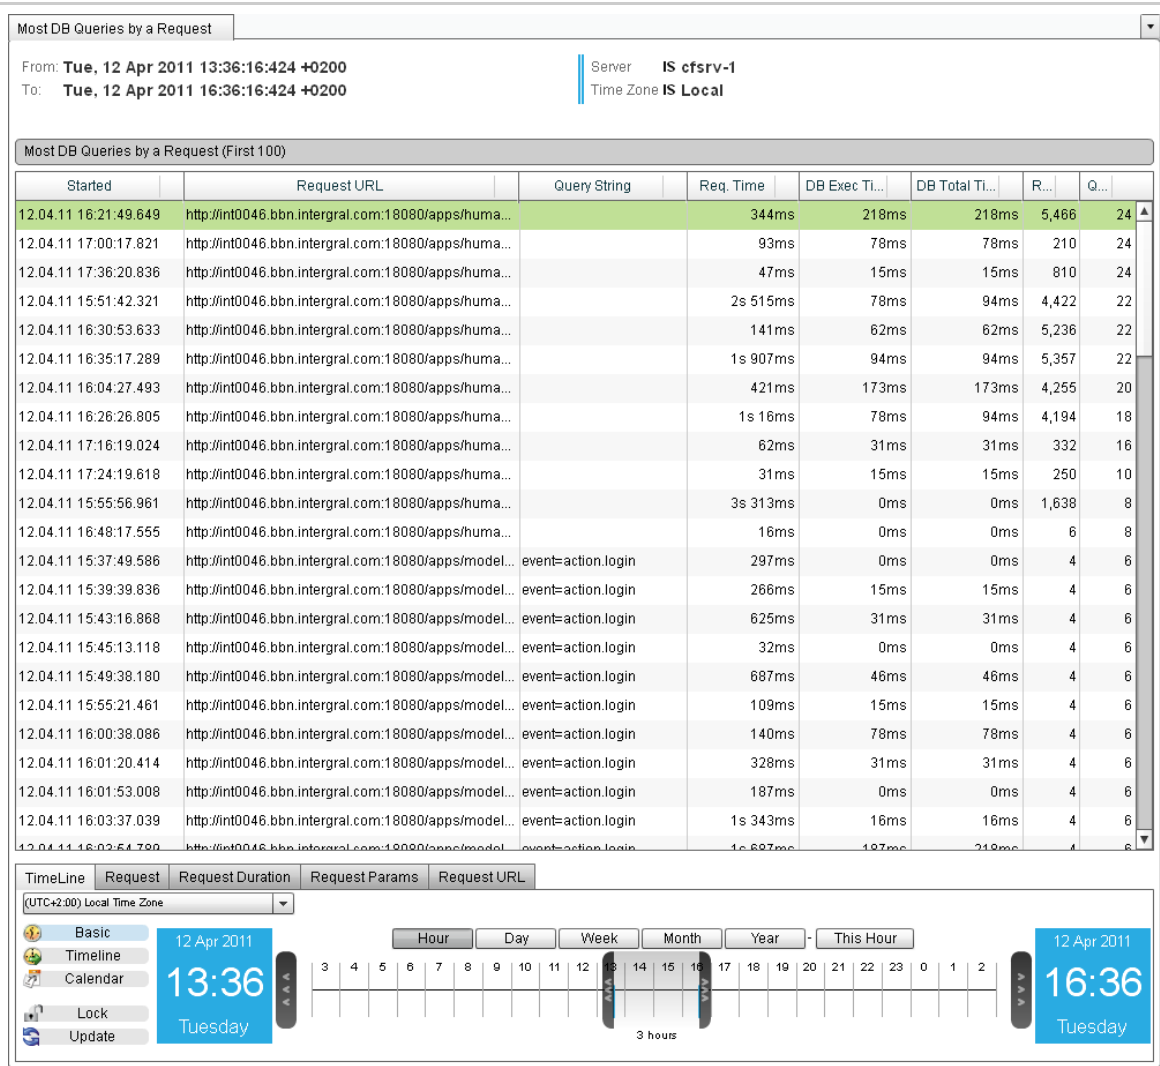 Most DB Queries by a Request
From: Tue, 12 Apr 2011 13:36:16:424 +0200
To: Tue, 12 Apr 2011 16:36:16:424 +0200
Server IS cfsrv-1
Time Zone IS Local
Most DB Queries by a Request (First 100)
Started Request URL Query String Req. Time DB Exec Ti... DB Total Ti... R... Q...
12.04.11 16:21:49.649 http://int0046.bbn.intergral.com:18080/apps/huma... 344ms 218ms 218ms 5,466 24
12.04.11 17:00:17.821 http://int0046.bbn.intergral.com:18080/apps/huma... 93ms 78ms 78ms 210 24
12.04.11 17:36:20.836 http://int0046.bbn.intergral.com:18080/apps/huma... 47ms 15ms 15ms 810 24
12.04.11 15:51:42.321 http://int0046.bbn.intergral.com:18080/apps/huma... 2s 515ms 78ms 94ms 4,422 22
12.04.11 16:30:53.633 http://int0046.bbn.intergral.com:18080/apps/huma... 141ms 62ms 62ms 5,236 22
12.04.11 16:35:17.289 http://int0046.bbn.intergral.com:18080/apps/huma... 1s 907ms 94ms 94ms 5,357 22
12.04.11 16:04:27.493 http://int0046.bbn.intergral.com:18080/apps/huma... 421ms 173ms 173ms 4,255 20
12.04.11 16:26:26.805 http://int0046.bbn.intergral.com:18080/apps/huma... 1s 16ms 78ms 94ms 4,194 18
12.04.11 17:16:19.024 http://int0046.bbn.intergral.com:18080/apps/huma... 62ms 31ms 31ms 332 16
12.04.11 17:24:19.618 http://int0046.bbn.intergral.com:18080/apps/huma... 31ms 15ms 15ms 250 10
12.04.11 15:55:56.961 http://int0046.bbn.intergral.com:18080/apps/huma... 3s 313ms 0ms 0ms 1,638 8
12.04.11 16:48:17.555 http://int0046.bbn.intergral.com:18080/apps/huma... 16ms 0ms 0ms 6 8
12.04.11 15:37:49.586 http://int0046.bbn.intergral.com:18080/apps/model... event=action.login 297ms 0ms 0ms 4 6
12.04.11 15:39:39.836 http://int0046.bbn.intergral.com:18080/apps/model... event=action.login 266ms 15ms 15ms 4 6
12.04.11 15:43:16.868 http://int0046.bbn.intergral.com:18080/apps/model... event=action.login 625ms 31ms 31ms 4 6
12.04.11 15:45:13.118 http://int0046.bbn.intergral.com:18080/apps/model... event=action.login 32ms 0ms 0ms 4 6
12.04.11 15:49:38.180 http://int0046.bbn.intergral.com:18080/apps/model... event=action.login 687ms 46ms 46ms 4 6
12.04.11 15:55:21.461 http://int0046.bbn.intergral.com:18080/apps/model... event=action.login 109ms 15ms 15ms 4 6
12.04.11 16:00:38.086 http://int0046.bbn.intergral.com:18080/apps/model... event=action.login 140ms 78ms 78ms 4 6
12.04.11 16:01:20.414 http://int0046.bbn.intergral.com:18080/apps/model... event=action.login 328ms 31ms 31ms 4 6
12.04.11 16:01:53.008 http://int0046.bbn.intergral.com:18080/apps/model... event=action.login 187ms 0ms 0ms 4 6
12.04.11 16:03:37.039 http://int0046.bbn.intergral.com:18080/apps/model... event=action.login 1s 343ms 16ms 16ms 4 6
12.04.11 16:03:54.789 http://int0046.bbn.intergral.com:18080/apps/model... event=action.login 1s 687ms 187ms 218ms 4 6
TimeLine Request Request Duration Request Params Request URL
(UTC+2:00) Local Time Zone
Basic
Timeline
Calendar
Lock
Update
12 Apr 2011
13:36
Tuesday
Hour Day Week Month Year - This Hour
3 4 5 6 7 8 9 10 11 12 13 14 15 16 17 18 19 20 21 22 23 0 1 2
3 hours
12 Apr 2011
16:36
Tuesday